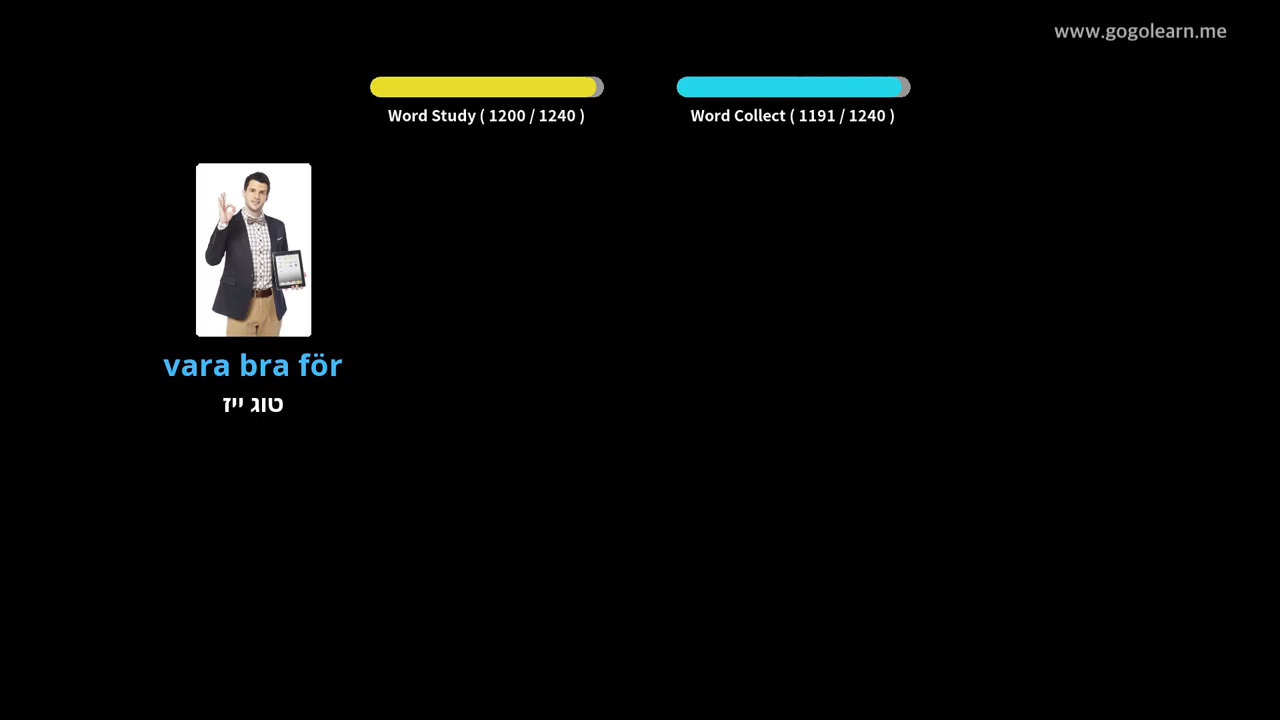 www.gogolearn.me
Word Study ( 1200 / 1240 )
Word Collect ( 1191 / 1240 )
vara bra för
טוג ייז